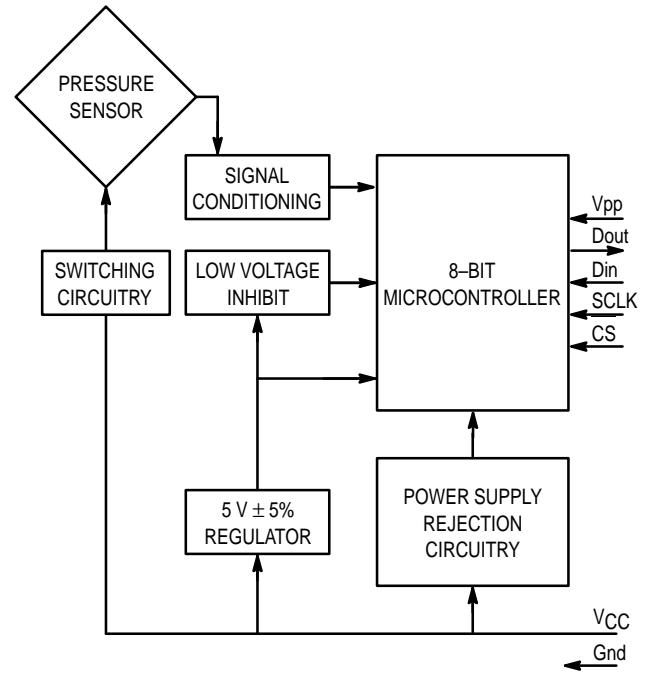 PRESSURE
SENSOR
SIGNAL
CONDITIONING
SWITCHING
CIRCUITRY
LOW VOLTAGE
INHIBIT
8–BIT
MICROCONTROLLER
Vpp
Dout
Din
SCLK
CS
5 V ± 5%
REGULATOR
POWER SUPPLY
REJECTION
CIRCUITRY
VCC
Gnd